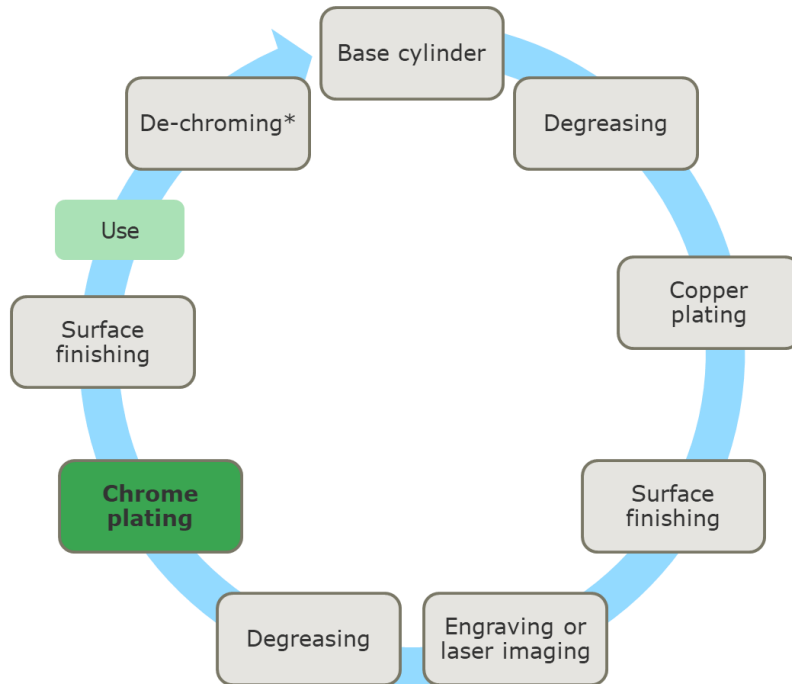 Base cylinder
Degreasing
Copper
plating
Surface
finishing
Engraving or
laser imaging
Degreasing
Chrome
plating
Surface
finishing
Use
De-chroming*